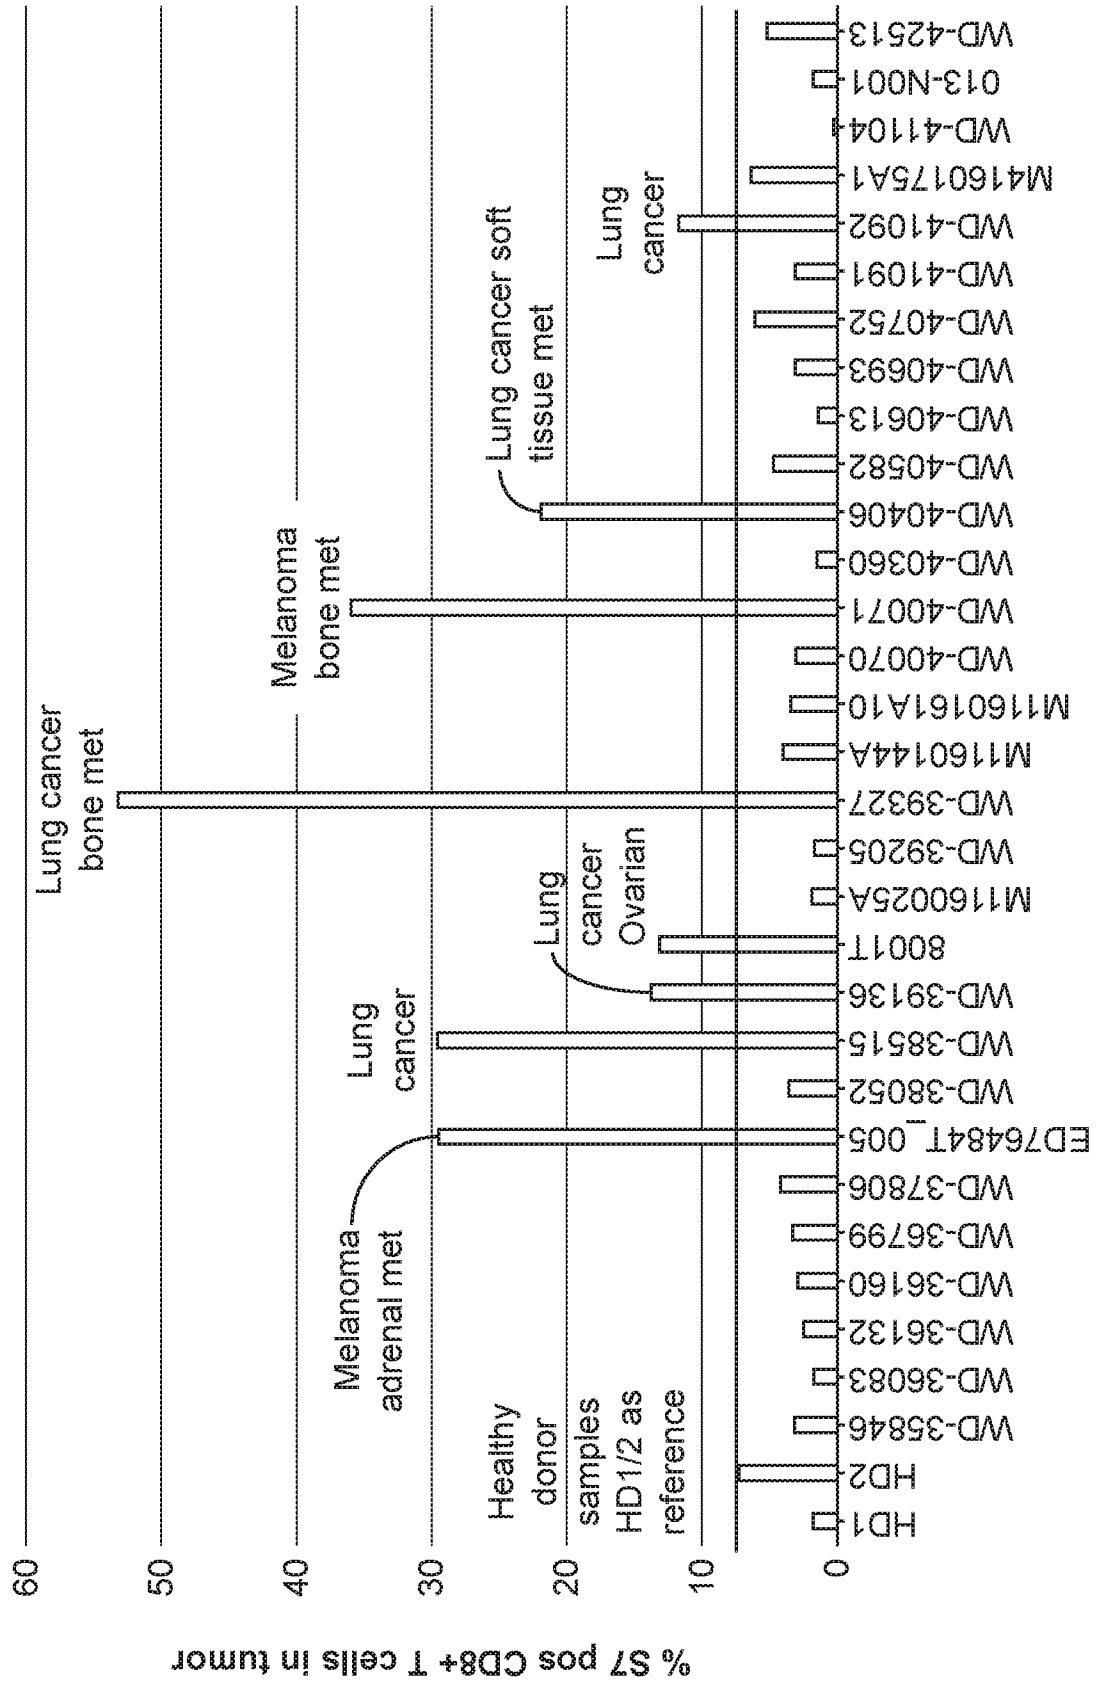 % S7 pos CD8+ T cells in tumor
60
50
40
30
20
10
0
Healthy
donor
samples
HD1/2 as
reference
Melanoma
adrenal met
Lung
cancer
Lung
cancer
Ovarian
Lung cancer
bone met
Melanoma
bone met
Lung cancer soft
tissue met
Lung
cancer
HD1
HD2
WD-35846
WD-36083
WD-36132
WD-36160
WD-36799
WD-37806
ED76484T_005
WD-38052
WD-38515
WD-39136
8001T
M1160025A
WD-39205
WD-39327
M1160144A
M1160161A10
WD-40070
WD-40071
WD-40360
WD-40406
WD-40582
WD-40613
WD-40693
WD-40752
WD-41091
WD-41092
M4160175A1
WD-41104
013-N001
WD-42513